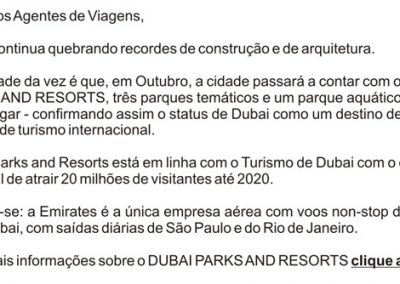 os Agentes de Viagens,
ontinua quebrando recordes de construção e de arquitetura.
ade da vez é que, em Outubro, a cidade passará a contar com o
AND RESORTS, três parques temáticos e um parque aquático
gar - confirmando assim o status de Dubai como um destino de
de turismo internacional.
arks and Resorts está em linha com o Turismo de Dubai com o
l de atrair 20 milhões de visitantes até 2020.
-se: a Emirates é a única empresa aérea com voos non-stop d
bai, com saídas diárias de São Paulo e do Rio de Janeiro.
ais informações sobre o DUBAI PARKS AND RESORTS clique a